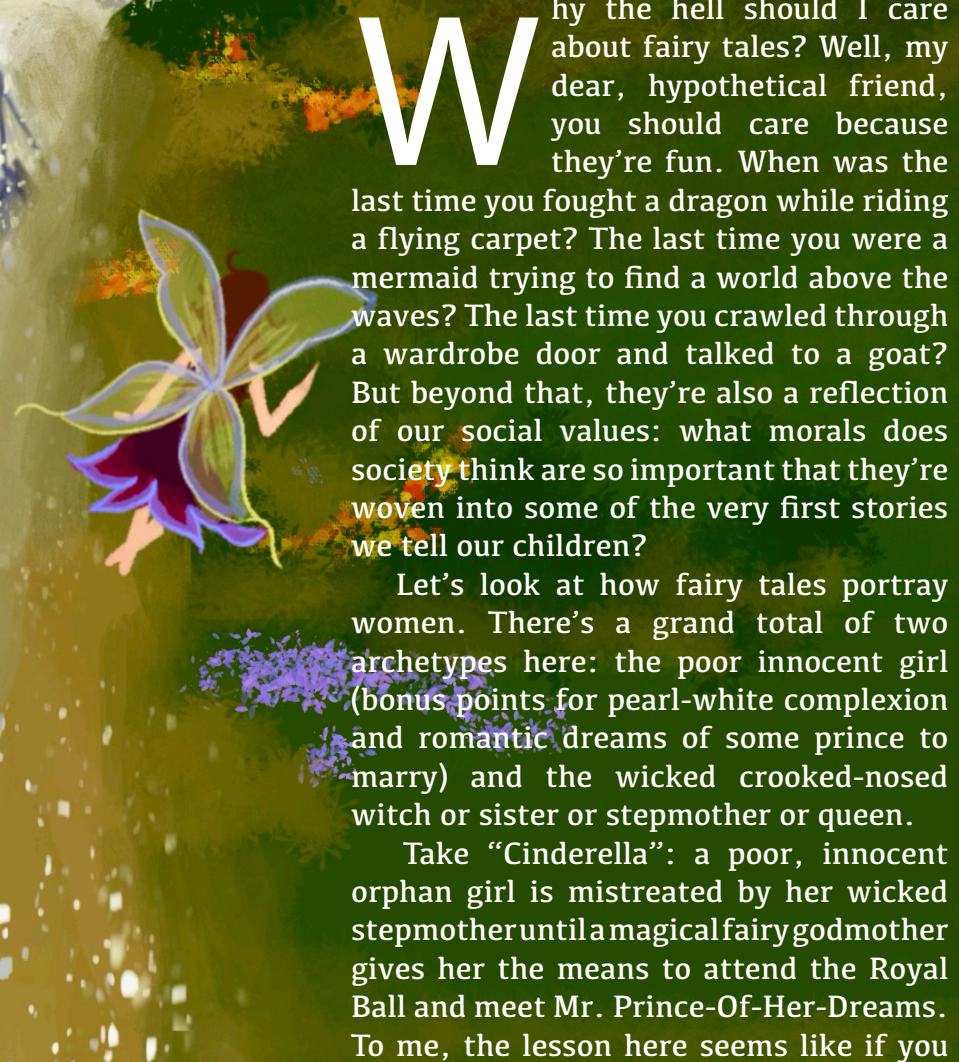 Why the hell should I care
about fairy tales? Well, my
dear, hypothetical friend,
you should care because
they’re fun. When was the
last time you fought a dragon while riding
a flying carpet? The last time you were a
mermaid trying to find a world above the
waves? The last time you crawled through
a wardrobe door and talked to a goat?
But beyond that, they’re also a reflection
of our social values: what morals does
society think are so important that they’re
woven into some of the very first stories
we tell our children?
Let’s look at how fairy tales portray
women. There’s a grand total of two
archetypes here: the poor innocent girl
(bonus points for pearl-white complexion
and romantic dreams of some prince to
marry) and the wicked crooked-nosed
witch or sister or stepmother or queen.
Take “Cinderella”: a poor, innocent
orphan girl is mistreated by her wicked
stepmother until a magical fairy godmother
gives her the means to attend the Royal
Ball and meet Mr. Prince-Of-Her-Dreams.
To me, the lesson here seems like if you